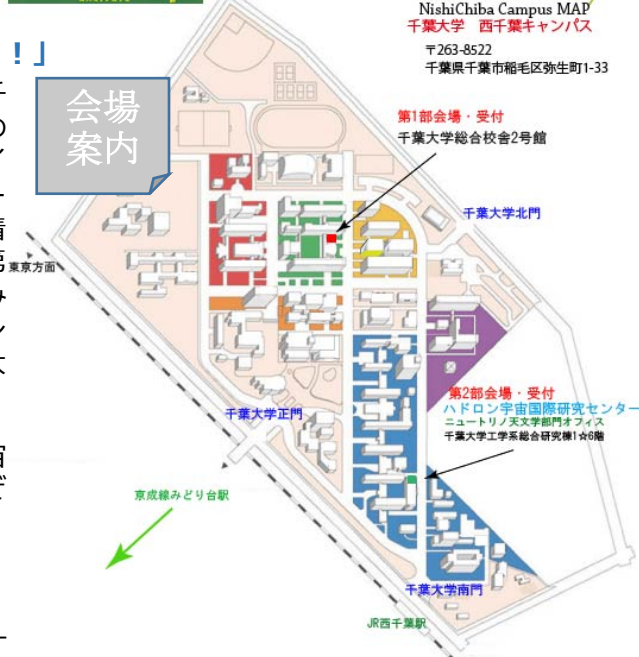 NishiChiba Campus MAP
千葉大学 西千葉キャンパス
〒263-8522
千葉県千葉市稲毛区弥生町1-33
!」
会場
案内
第1部会場・受付
千葉大学総合校舎2号館
千葉大学北門
東京方面
第2部会場・受付
ハドロン宇宙国際研究センター
ニュートリノ天文学部門オフィス
千葉大学工学系総合研究棟1☆6階
千葉大学正門
京成線みどり台駅
千葉大学南門
JR西千葉駅